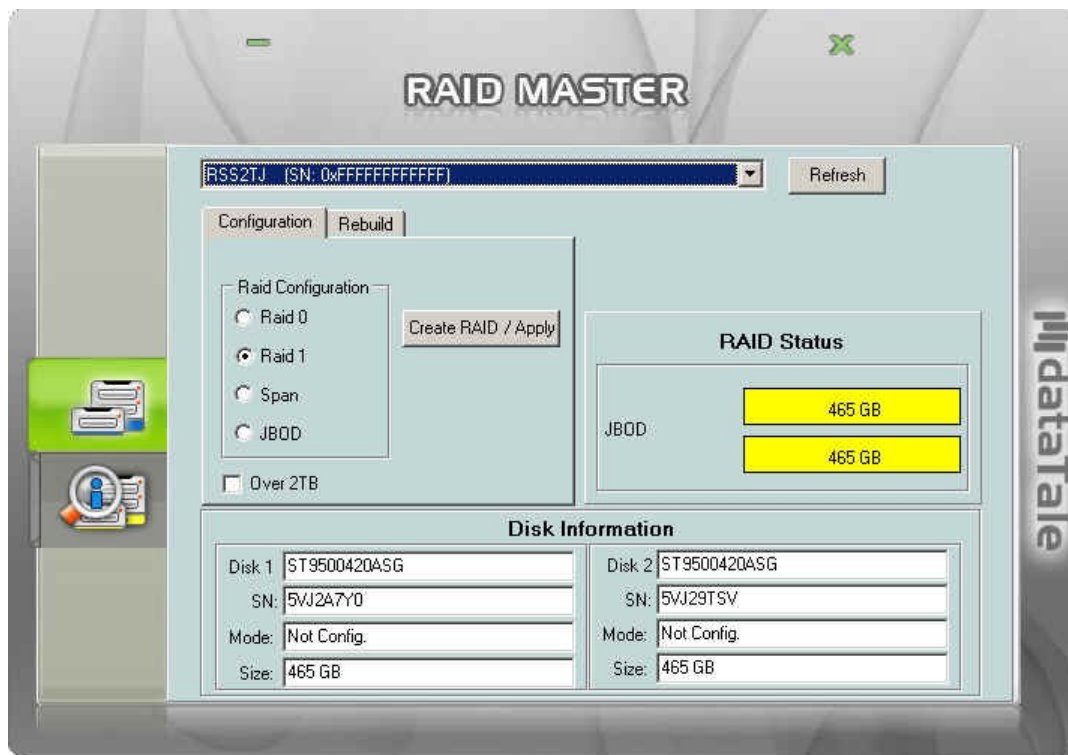 RAID MASTER
RSS2TJ (SN: 0xFFFFFFFFFFFF)
Refresh
Configuration
Rebuild
Raid Configuration
Raid 0
Raid 1
Span
JBOD
Create RAID / Apply
Over 2TB
RAID Status
JBOD
465 GB
465 GB
dataTale
Disk Information
Disk 1 ST9500420ASG
SN: 5VJ2A7Y0
Mode: Not Config.
Size: 465 GB
Disk 2 ST9500420ASG
SN: 5VJ29TSV
Mode: Not Config.
Size: 465 GB